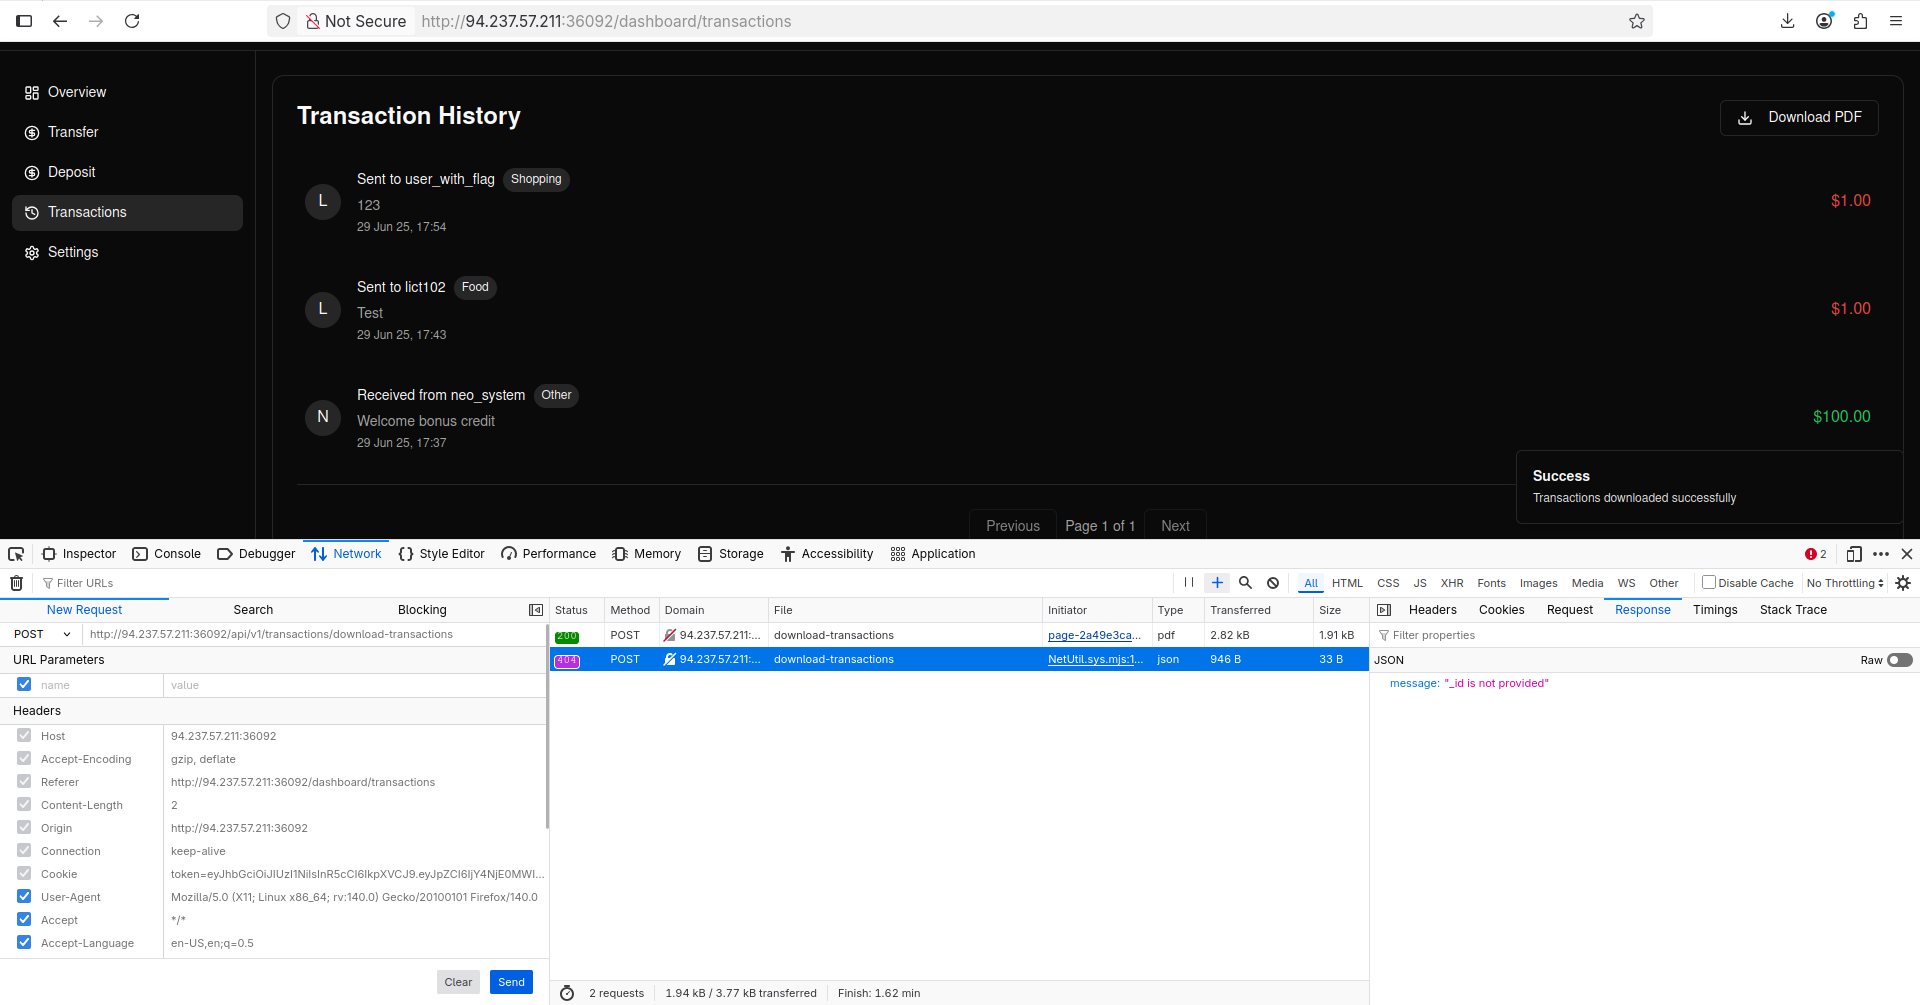 Not Secure http://94.237.57.211:36092/dashboard/transactions
Overview
Transfer
Deposit
Transactions
Settings
Transaction History
Download PDF
L
Sent to user_with_flag Shopping
123
29 Jun 25, 17:54
$1.00
L
Sent to lict102 Food
Test
29 Jun 25, 17:43
$1.00
N
Received from neo_system Other
Welcome bonus credit
29 Jun 25, 17:37
$100.00
Success
Transactions downloaded successfully
Previous Page 1 of 1 Next
Inspector Console Debugger Network Style Editor Performance Memory Storage Accessibility Application 2
Filter URLs All HTML CSS JS XHR Fonts Images Media WS Other Disable Cache No Throttling
New Request Search Blocking
POST http://94.237.57.211:36092/api/v1/transactions/download-transactions
URL Parameters
name value
Headers
Host 94.237.57.211:36092
Accept-Encoding gzip, deflate
Referer http://94.237.57.211:36092/dashboard/transactions
Content-Length 2
Origin http://94.237.57.211:36092
Connection keep-alive
Cookie
User-Agent Mozilla/5.0 (X11; Linux x86_64; rv:140.0) Gecko/20100101 Firefox/140.0
Accept */*
Accept-Language en-US,en;q=0.5
Clear Send
Status Method Domain File Initiator Type Transferred Size
200 POST 94.237.57.211:... download-transactions page-2a49e3ca... pdf 2.82 kB 1.91 kB
404 POST 94.237.57.211:... download-transactions NetUtil.sys.mjs:1... json 946 B 33 B
2 requests 1.94 kB / 3.77 kB transferred Finish: 1.62 min
Headers Cookies Request Response Timings Stack Trace
Filter properties
JSON Raw
message: "_id is not provided"